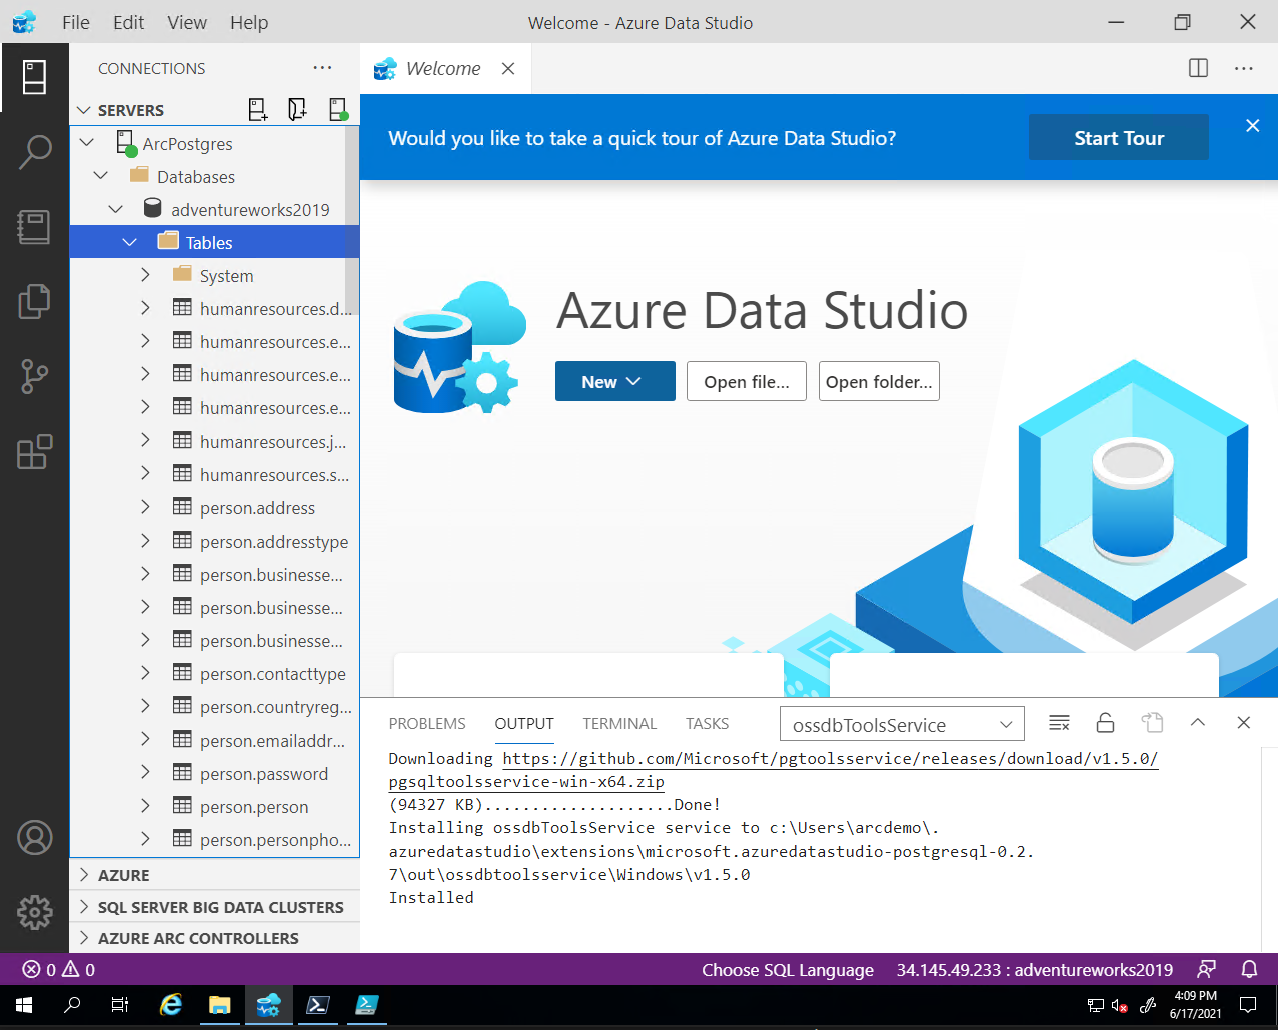 File Edit View Help
Welcome - Azure Data Studio
CONNECTIONS
Welcome
SERVERS
ArcPostgres
Databases
adventureworks2019
Tables
System
humanresources.d...
humanresources.e...
humanresources.e...
humanresources.e...
humanresources.j...
humanresources.s...
person.address
person.addresstype
person.businesse...
person.businesse...
person.businesse...
person.contacttype
person.countryreg...
person.emailaddr...
person.password
person.person
person.personpho...
AZURE
SQL SERVER BIG DATA CLUSTERS
AZURE ARC CONTROLLERS
Would you like to take a quick tour of Azure Data Studio?
Start Tour
Azure Data Studio
New
Open file...
Open folder...
PROBLEMS OUTPUT TERMINAL TASKS
ossdbToolsService
Downloading https://github.com/Microsoft/pgtoolsservice/releases/download/v1.5.0/
pgsqltoolsservice-win-x64.zip
(94327 KB)....................Done!
Installing ossdbToolsService service to c:\Users\arcdemo\.
azuredatastudio\extensions\microsoft.azuredatastudio-postgresql-0.2.
7\out\ossdbtoolsservice\Windows\v1.5.0
Installed
0 0
Choose SQL Language
34.145.49.233 : adventureworks2019
4:09 PM
6/17/2021